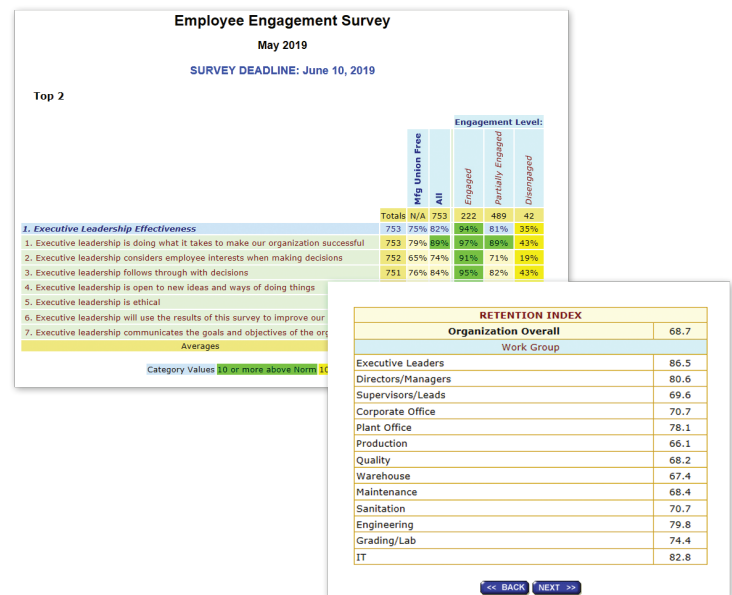 Employee Engagement Survey
May 2019
SURVEY DEADLINE: June 10, 2019
Top 2
Engagement Level:
Mfg Union Free
All
Engaged
Partially Engaged
Disengaged
Totals N/A 753 222 489 42
1. Executive Leadership Effectiveness 753 75% 82% 94% 81% 35%
1. Executive leadership is doing what it takes to make our organization successful 753 79% 89% 97% 89% 43%
2. Executive leadership considers employee interests when making decisions 752 65% 74% 91% 71% 19%
3. Executive leadership follows through with decisions 751 76% 84% 95% 82% 43%
4. Executive leadership is open to new ideas and ways of doing things
5. Executive leadership is ethical
6. Executive leadership will use the results of this survey to improve our
7. Executive leadership communicates the goals and objectives of the
Averages
Category Values 10 or more above Norm 10
RETENTION INDEX
Organization Overall 68.7
Work Group
Executive Leaders 86.5
Directors/Managers 80.6
Supervisors/Leads 69.6
Corporate Office 70.7
Plant Office 78.1
Production 66.1
Quality 68.2
Warehouse 67.4
Maintenance 68.4
Sanitation 70.7
Engineering 79.8
Grading/Lab 74.4
IT 82.8
<< BACK NEXT >>